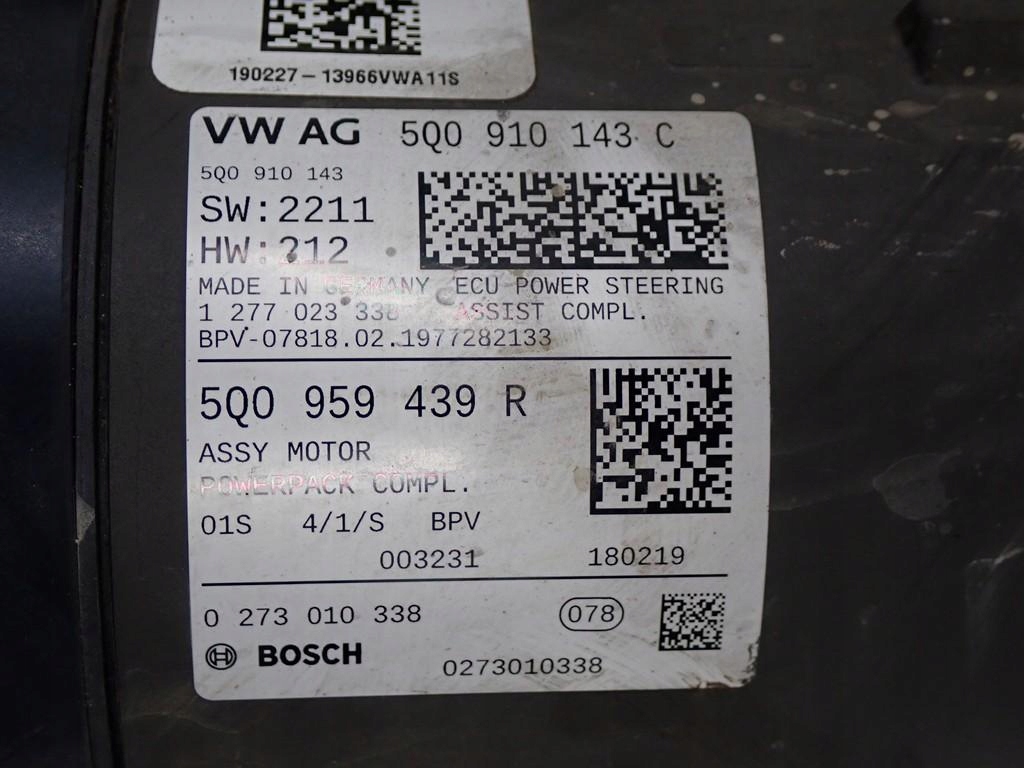 190227-13966VWA11S
VW AG 5Q0 910 143 C
5Q0 910 143
SW:2211
HW:212
MADE IN GERMANY ECU POWER STEERING
1 277 023 338 ASSIST COMPL.
BPV-07818.02.1977282133
5Q0 959 439 R
ASSY MOTOR
POWERPACK COMPL.
01S 4/1/S BPV
003231 180219
0 273 010 338 078
BOSCH 0273010338